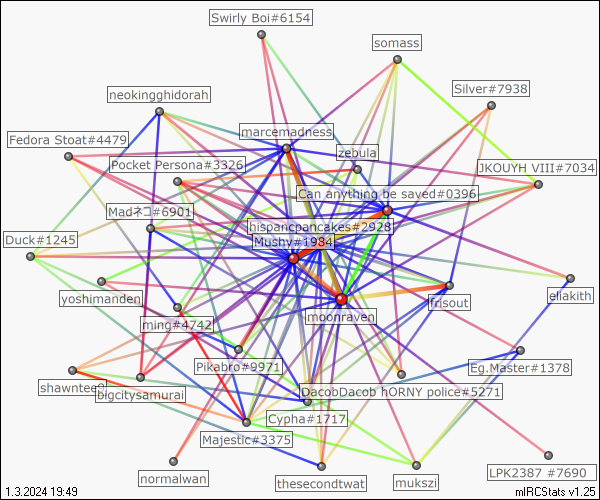 Swirly Boi#6154
somass
Silver#7938
neokingghidorah
marcemadness
Fedora Stoat#4479
zebula
Pocket Persona#3326
JKOUYH VIII#7034
Can anything be saved#0396
Madネコ#6901
hispancpancakes#2928
Duck#1245
Mushy#1984
yoshimanden
frisout
eliakith
moonraven
ming#4742
Pikabro#9971
Eg.Master#1378
bigcitysamurai
DacobDacob hORNY police#5271
Cypha#1717
Majestic#3375
normalwan
thesecondtwat
mukszi
LPK2387 #7690
1.3.2024 19:49
mIRCStats v1.25